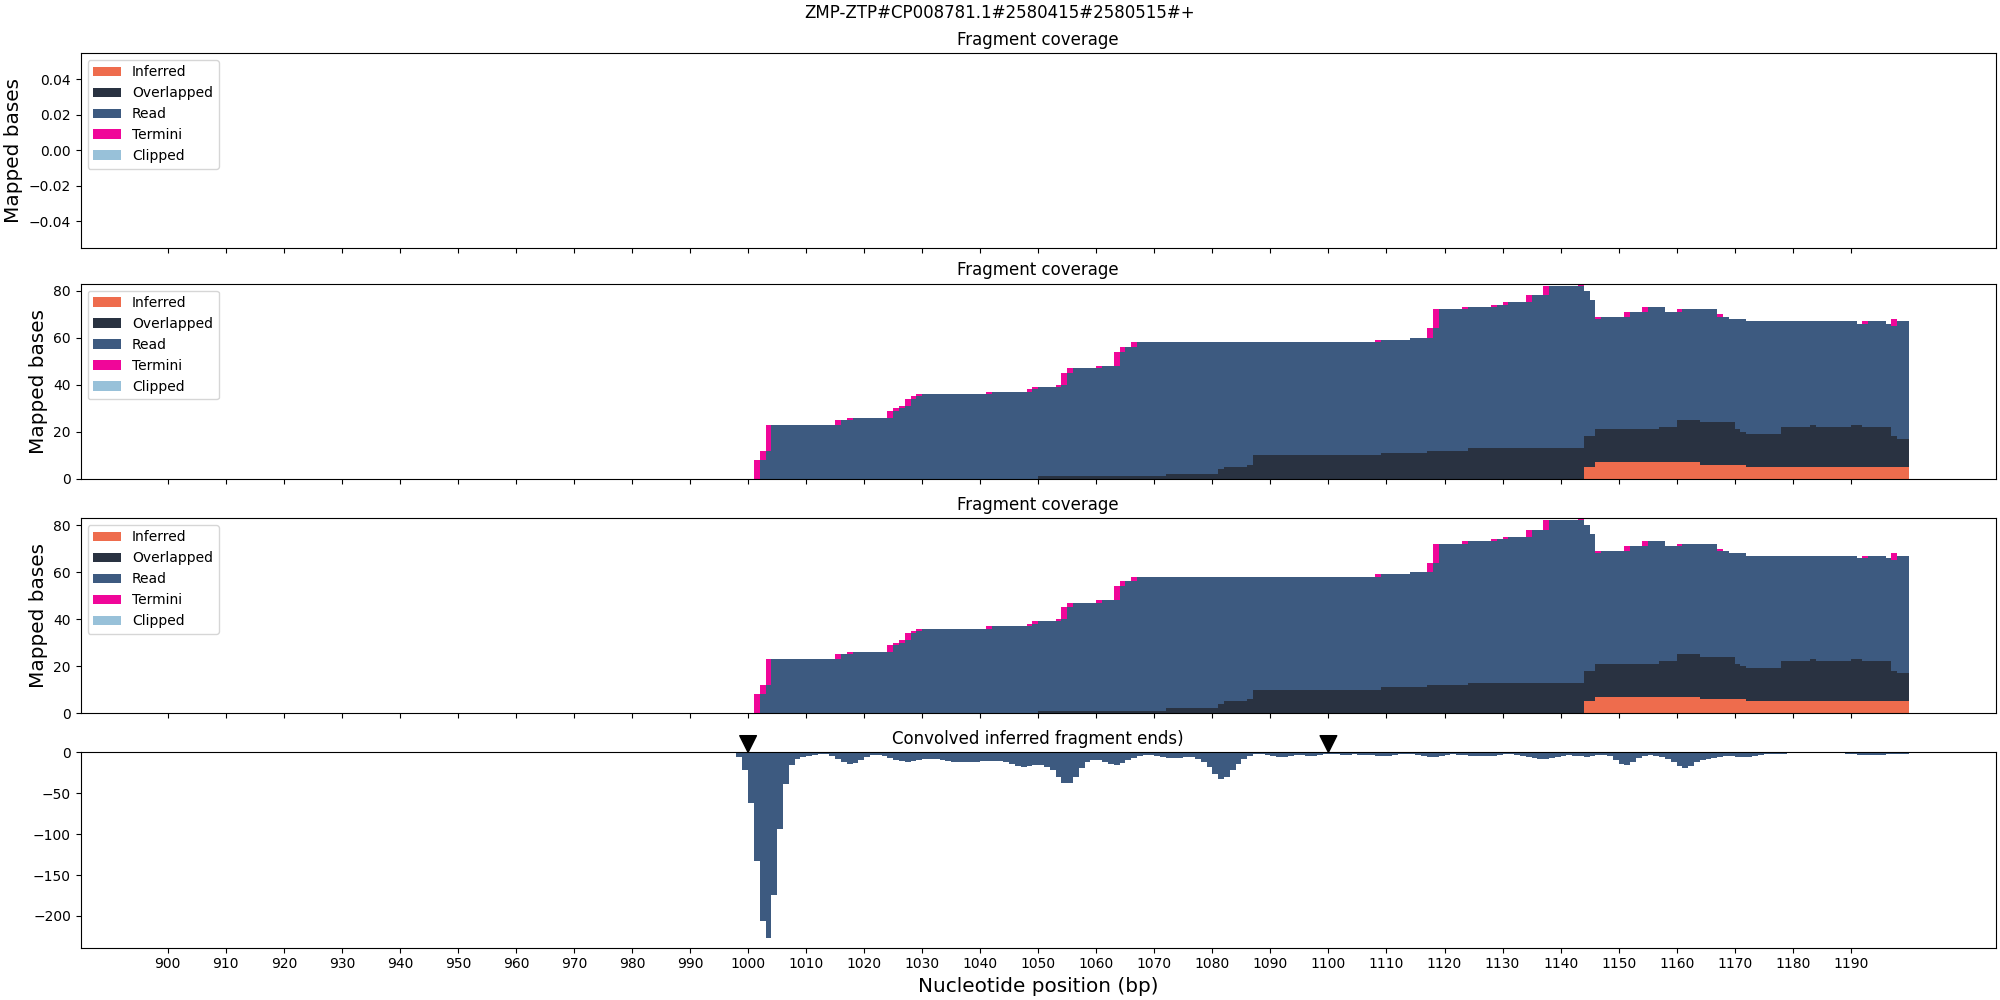 ZMP-ZTP#CP008781.1#2580415#2580515#+
Fragment coverage
Mapped bases
0.04
0.02
0.00
−0.02
−0.04
Inferred
Overlapped
Read
Termini
Clipped
Fragment coverage
Mapped bases
80
60
40
20
0
Inferred
Overlapped
Read
Termini
Clipped
Fragment coverage
Mapped bases
80
60
40
20
0
Inferred
Overlapped
Read
Termini
Clipped
Convolved inferred fragment ends)
0
−50
−100
−150
−200
900 910 920 930 940 950 960 970 980 990 1000 1010 1020 1030 1040 1050 1060 1070 1080 1090 1100 1110 1120 1130 1140 1150 1160 1170 1180 1190
Nucleotide position (bp)